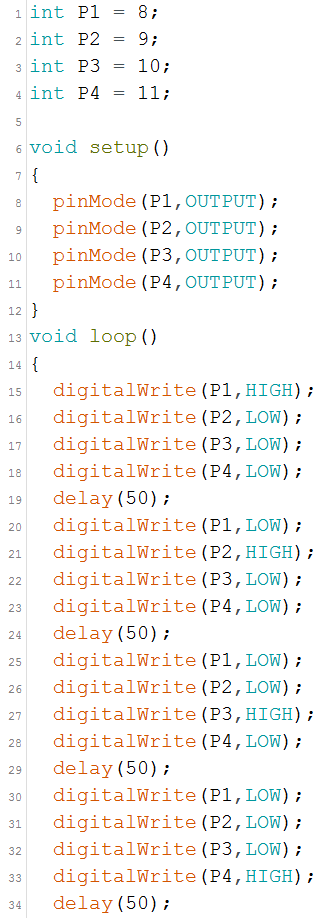 1 int P1 = 8;
2 int P2 = 9;
3 int P3 = 10;
4 int P4 = 11;
5
6 void setup()
7 {
8   pinMode(P1,OUTPUT);
9   pinMode(P2,OUTPUT);
10   pinMode(P3,OUTPUT);
11   pinMode(P4,OUTPUT);
12 }
13 void loop()
14 {
15   digitalWrite(P1,HIGH);
16   digitalWrite(P2,LOW);
17   digitalWrite(P3,LOW);
18   digitalWrite(P4,LOW);
19   delay(50);
20   digitalWrite(P1,LOW);
21   digitalWrite(P2,HIGH);
22   digitalWrite(P3,LOW);
23   digitalWrite(P4,LOW);
24   delay(50);
25   digitalWrite(P1,LOW);
26   digitalWrite(P2,LOW);
27   digitalWrite(P3,HIGH);
28   digitalWrite(P4,LOW);
29   delay(50);
30   digitalWrite(P1,LOW);
31   digitalWrite(P2,LOW);
32   digitalWrite(P3,LOW);
33   digitalWrite(P4,HIGH);
34   delay(50);